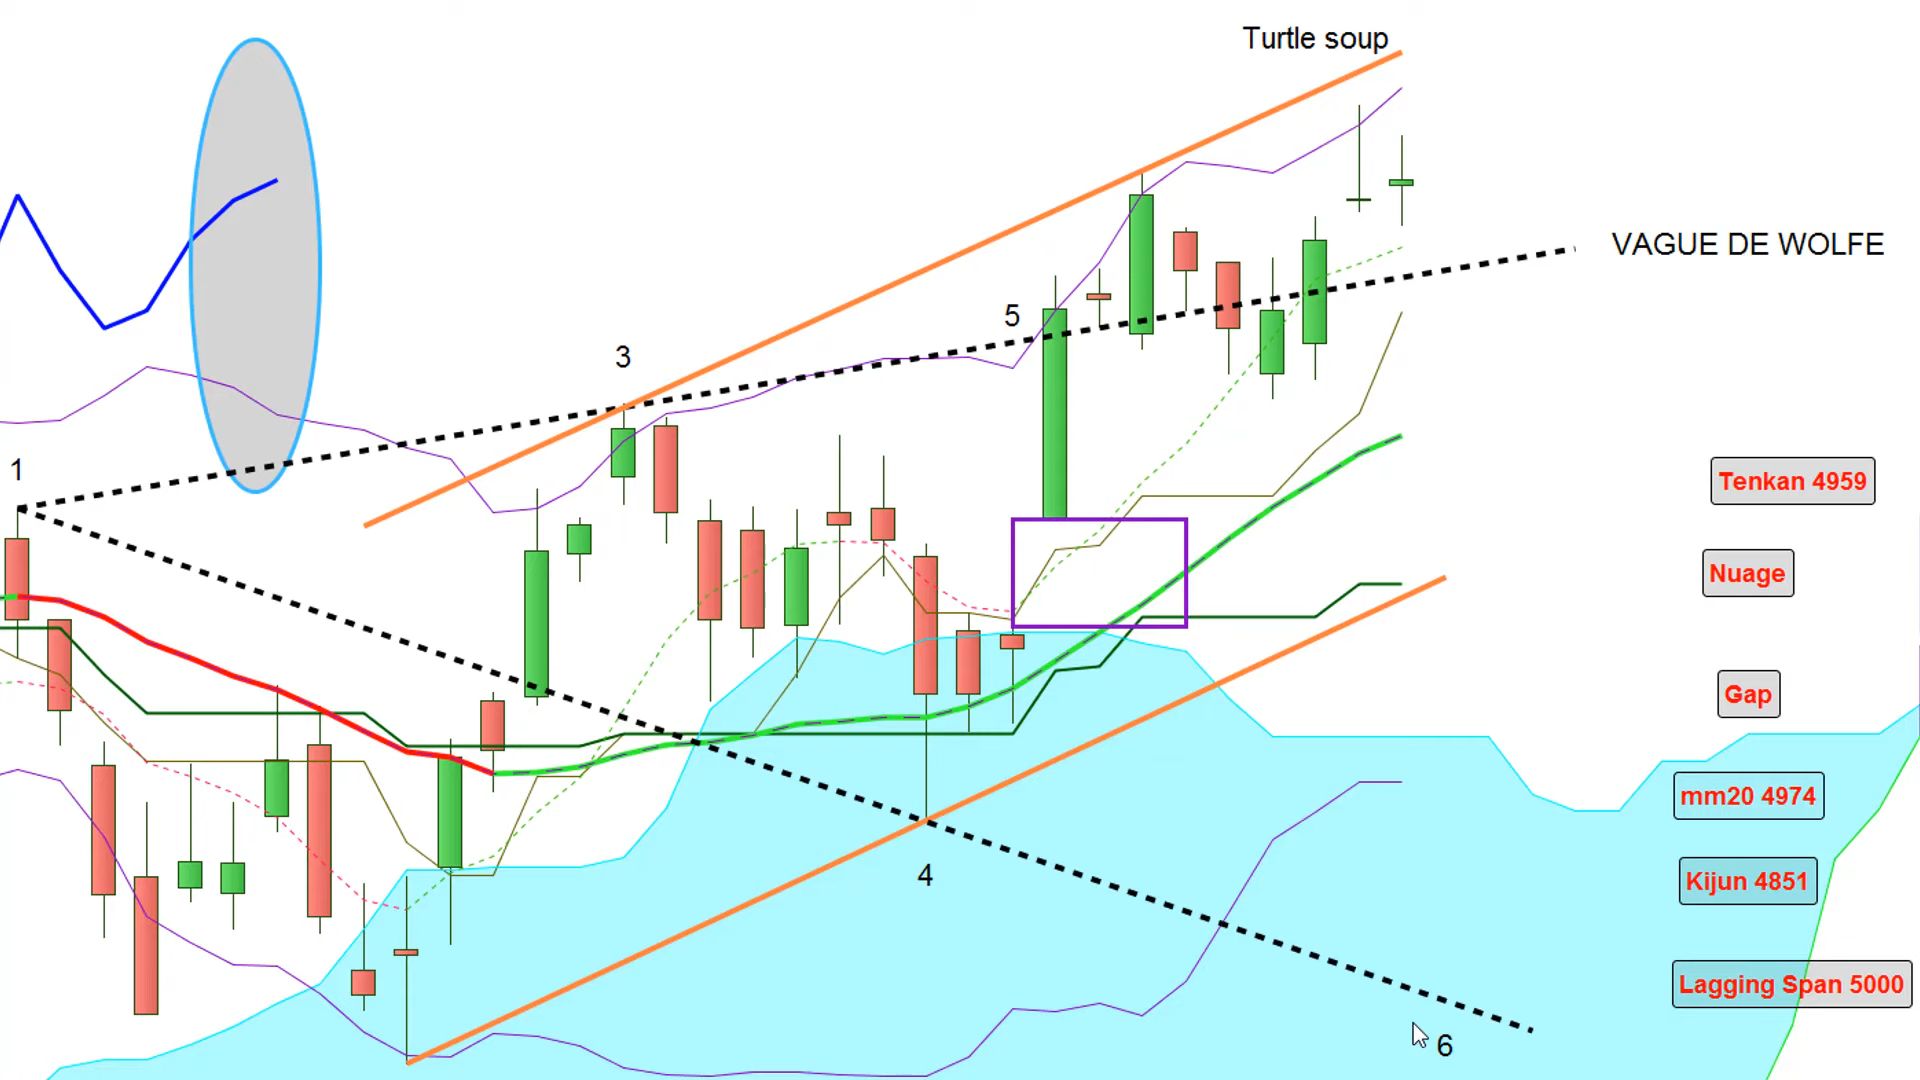 Turtle soup
VAGUE DE WOLFE
5
3
1
Tenkan 4959
Nuage
Gap
mm20 4974
4
Kijun 4851
Lagging Span 5000
6